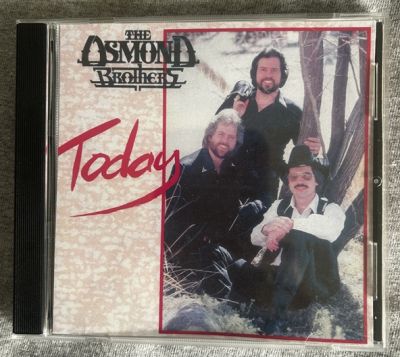 THE
OSMOND
BROTHERS
Today